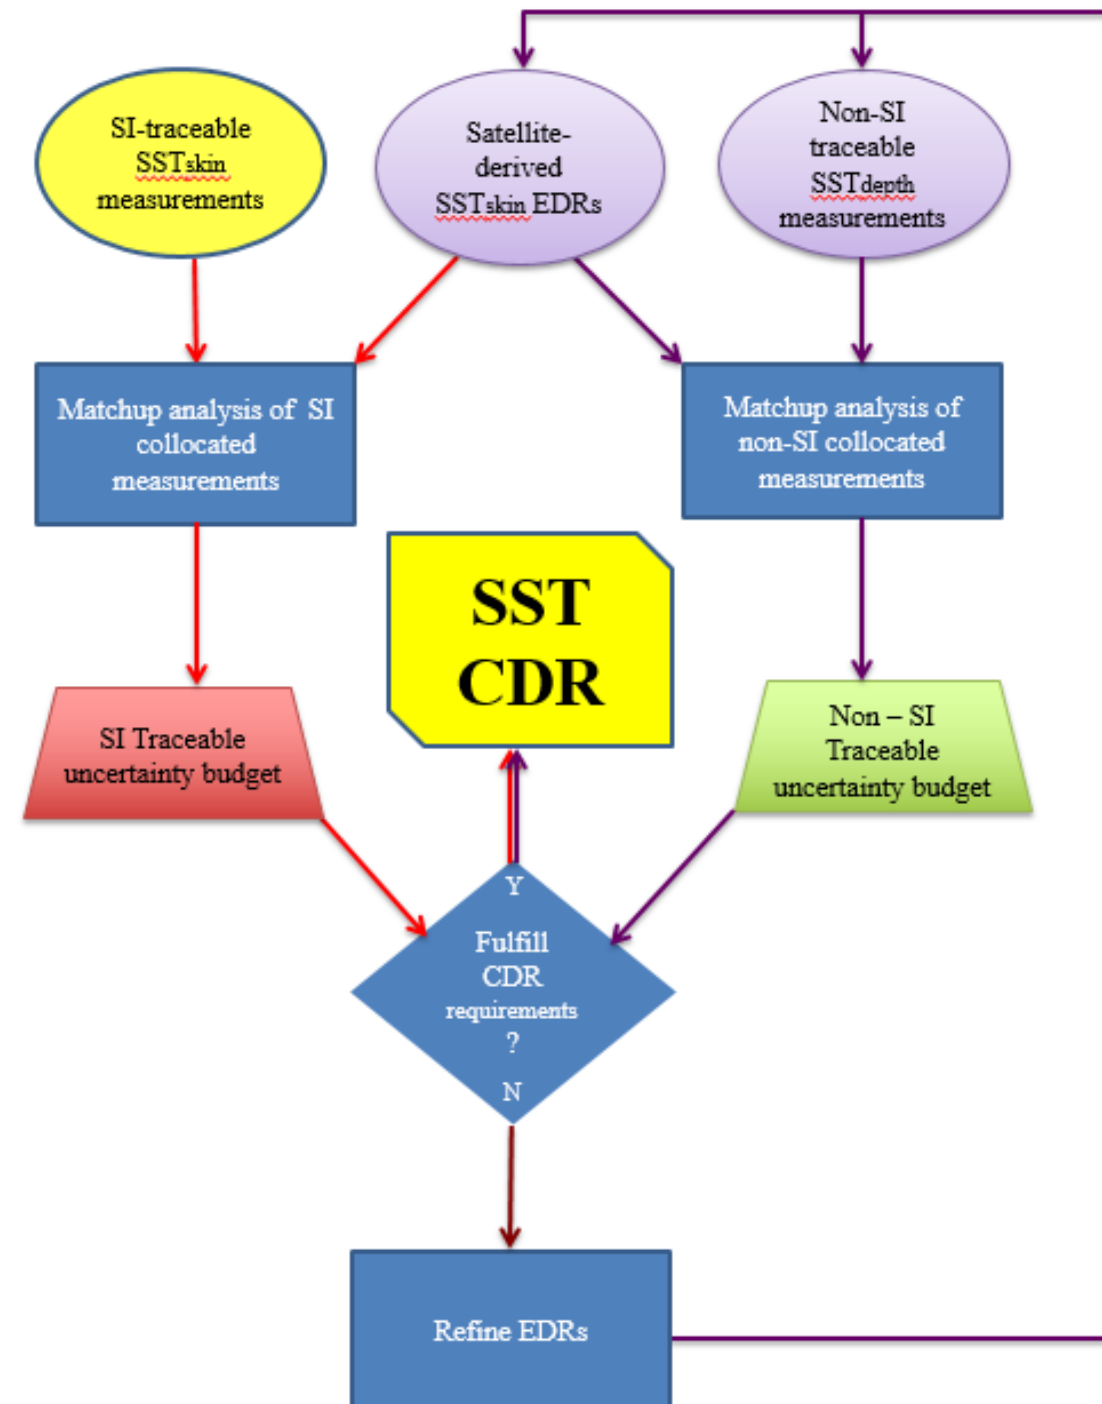 SI-traceable
SSTskin
measurements
Satellite-
derived
SSTskin EDRs
Non-SI
traceable
SSTdepth
measurements
Matchup analysis of SI
collocated
measurements
Matchup analysis of
non-SI collocated
measurements
SST
CDR
SI Traceable
uncertainty budget
Non – SI
Traceable
uncertainty budget
Y
Fulfill
CDR
requirements
?
N
Refine EDRs